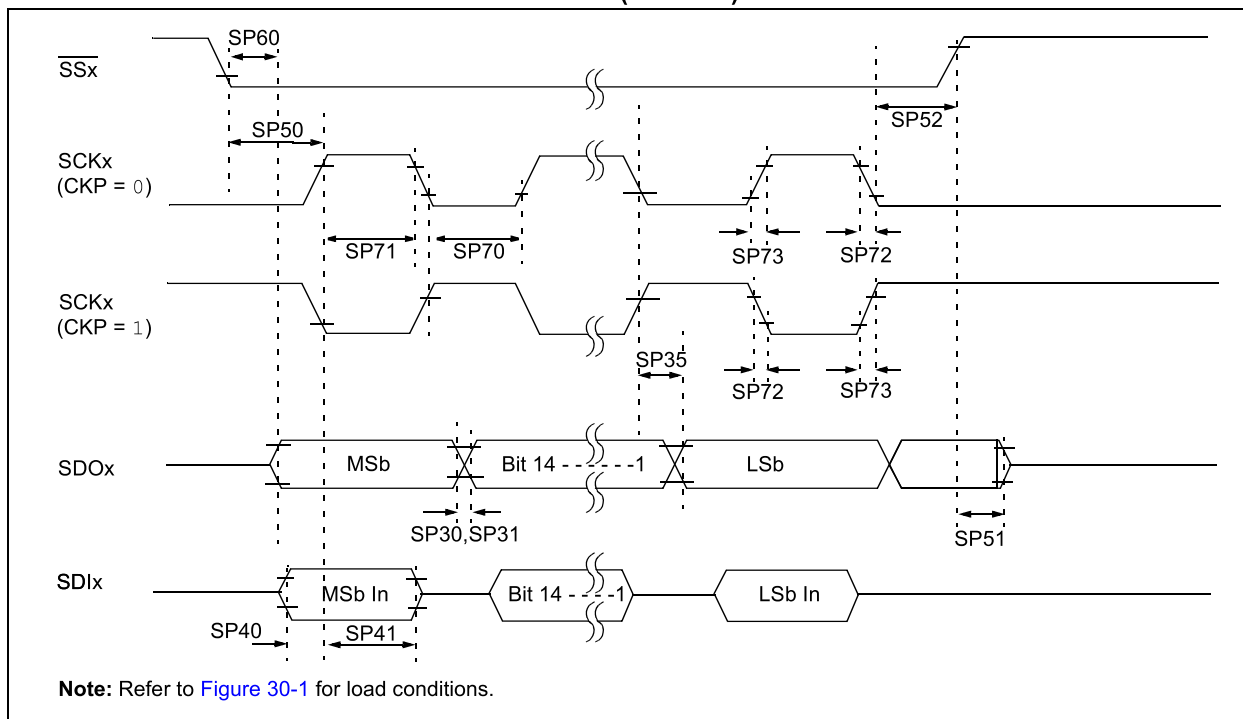 SP60
SSx
SP50
SP52
SCKx
(CKP = 0)
SP71
SP70
SP73
SP72
SCKx
(CKP = 1)
SP35
SP72
SP73
SDOx
MSb
Bit 14 - - - - - -1
LSb
SP30,SP31
SP51
SDIx
MSb In
Bit 14 - - - - -1
LSb In
SP40
SP41
Note: Refer to Figure 30-1 for load conditions.